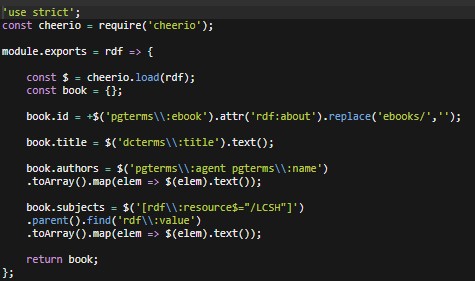 'use strict';
const cheerio = require('cheerio');
module.exports = rdf => {
const $ = cheerio.load(rdf);
const book = {};
book.id = +$('pgterms\\:ebook').attr('rdf:about').replace('ebooks/','');
book.title = $('dcterms\\:title').text();
book.authors = $('pgterms\\:agent pgterms\\:name')
.toArray().map(elem => $(elem).text());
book.subjects = $('[rdf\\:resource$="/LCSH"]')
.parent().find('rdf\\:value')
.toArray().map(elem => $(elem).text());
return book;
};